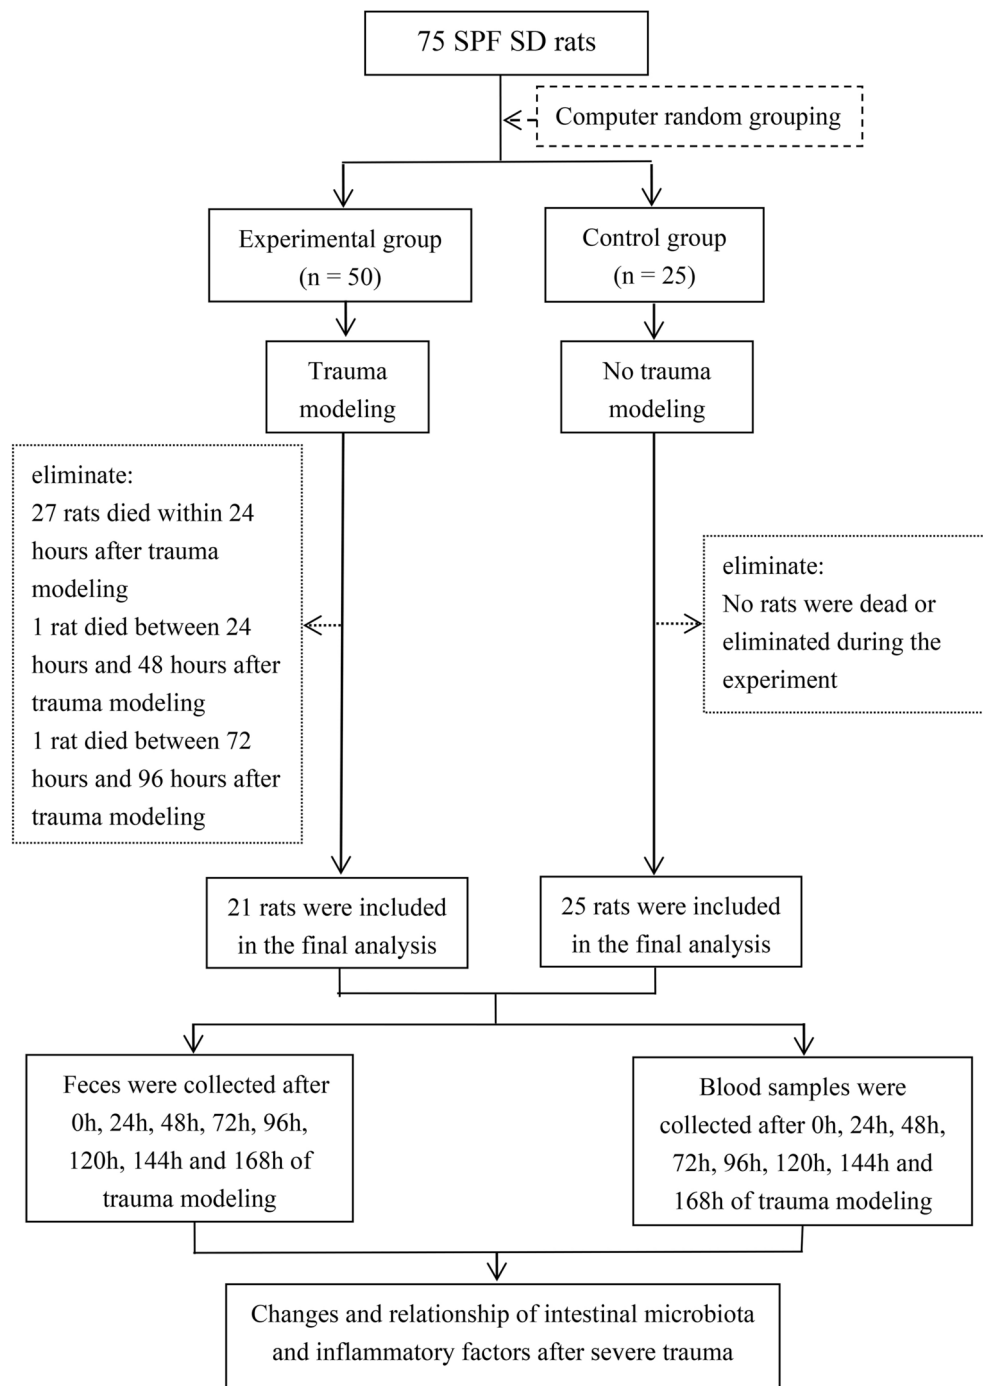 75 SPF SD rats
Computer random grouping
Experimental group
(n = 50)
Control group
(n = 25)
Trauma
modeling
No trauma
modeling
eliminate:
27 rats died within 24
hours after trauma
modeling
1 rat died between 24
hours and 48 hours after
trauma modeling
1 rat died between 72
hours and 96 hours after
trauma modeling
eliminate:
No rats were dead or
eliminated during the
experiment
21 rats were included
in the final analysis
25 rats were included
in the final analysis
Feces were collected after
0h, 24h, 48h, 72h, 96h,
120h, 144h and 168h of
trauma modeling
Blood samples were
collected after 0h, 24h, 48h,
72h, 96h, 120h, 144h and
168h of trauma modeling
Changes and relationship of intestinal microbiota
and inflammatory factors after severe trauma